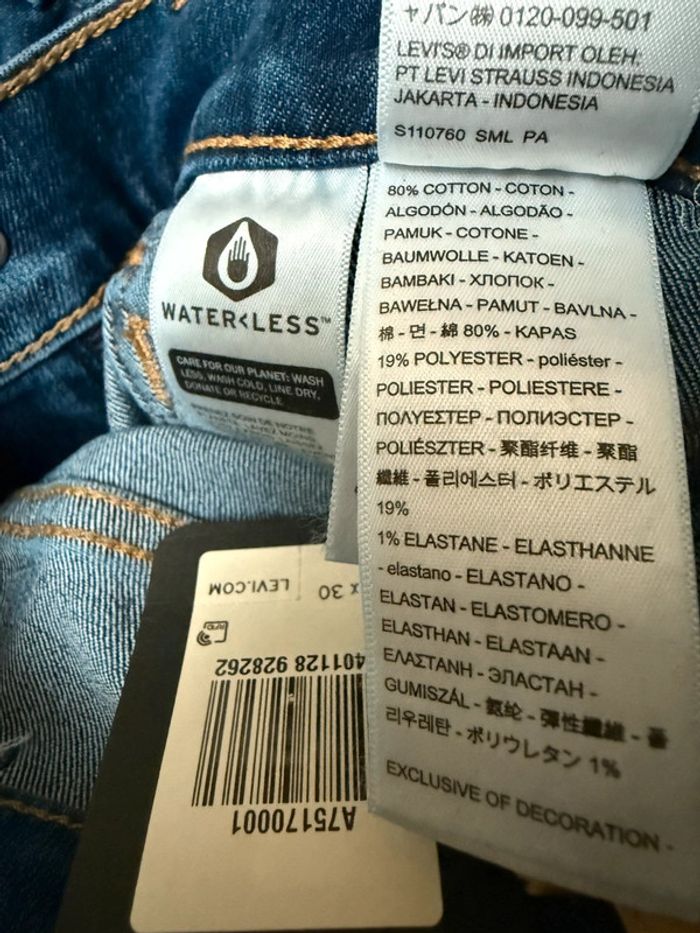 ャパン㈱ 0120-099-501
LEVI'S® DI IMPORT OLEH:
PT LEVI STRAUSS INDONESIA
JAKARTA - INDONESIA
S110760 SML PA
80% COTTON - COTON -
ALGODÓN - ALGODÃO -
PAMUK - COTONE -
BAUMWOLLE - KATOEN -
BAMBAKI - ХЛОПОК -
BAWEŁNA - PAMUT - BAVLNA -
棉 - 면 - 綿 80% - KAPAS
19% POLYESTER - poliéster -
POLIESTER - POLIESTERE -
ΠΟΛΥΕΣΤΕΡ - ПОЛИЭСТЕР -
POLIÉSZTER - 聚酯纤维 - 聚酯
纖維 - 폴리에스터 - ポリエステル
19%
1% ELASTANE - ELASTHANNE
- elastano - ELASTANO -
ELASTAN - ELASTOMERO -
ELASTHAN - ELASTAAN -
ΕΛΑΣΤΑΝΗ - ЭЛАСТАН -
GUMISZÁL - 氨纶 - 彈性纖維 - 폴
리우레탄 - ポリウレタン 1%
EXCLUSIVE OF DECORATION -
WATER<LESS™
CARE FOR OUR PLANET: WASH
LESS, WASH COLD, LINE DRY,
DONATE OR RECYCLE.
x 30 LEVI.COM
401128 928262
A75170001